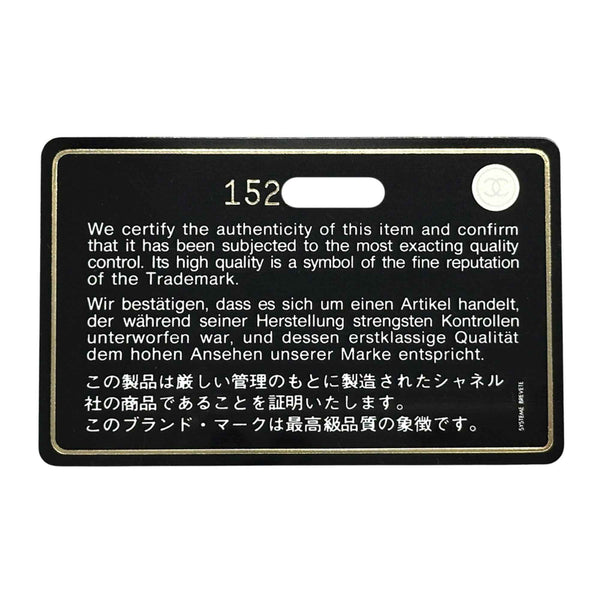 152
We certify the authenticity of this item and confirm
that it has been subjected to the most exacting quality
control. Its high quality is a symbol of the fine reputation
of the Trademark.
Wir bestätigen, dass es sich um einen Artikel handelt,
der während seiner Herstellung strengsten Kontrollen
unterworfen war, und dessen erstklassige Qualität
dem hohen Ansehen unserer Marke entspricht.
この製品は厳しい管理のもとに製造されたシャネル
社の商品であることを証明いたします。
このブランド・マークは最高級品質の象徴です。
SYSTEME BREVETE